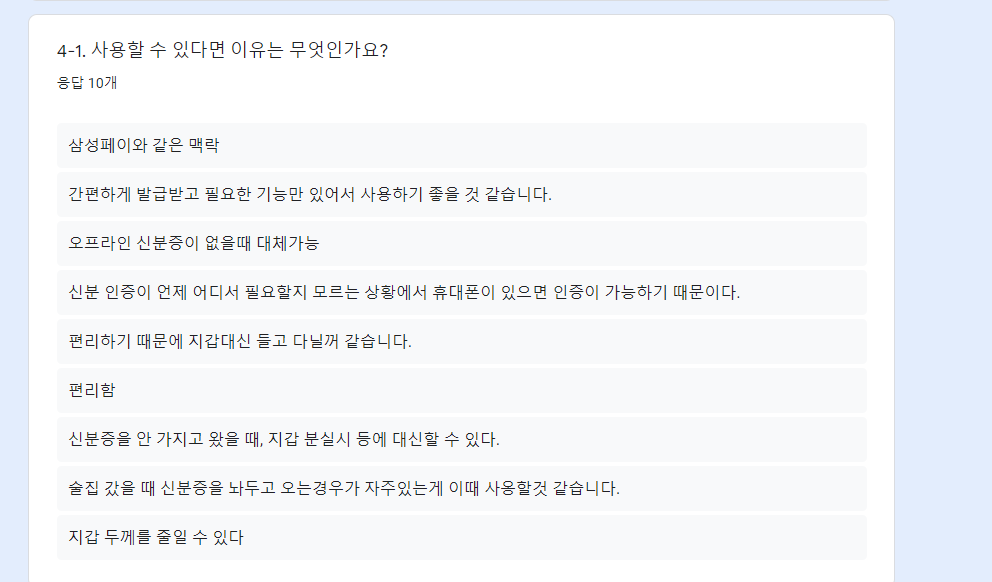 4-1. 사용할 수 있다면 이유는 무엇인가요?
응답 10개
삼성페이와 같은 맥락
간편하게 발급받고 필요한 기능만 있어서 사용하기 좋을 것 같습니다.
오프라인 신분증이 없을때 대체가능
신분 인증이 언제 어디서 필요할지 모르는 상황에서 휴대폰이 있으면 인증이 가능하기 때문이다.
편리하기 때문에 지갑대신 들고 다닐꺼 같습니다.
편리함
신분증을 안 가지고 왔을 때, 지갑 분실시 등에 대신할 수 있다.
술집 갔을 때 신분증을 놔두고 오는경우가 자주있는게 이때 사용할것 같습니다.
지갑 두께를 줄일 수 있다